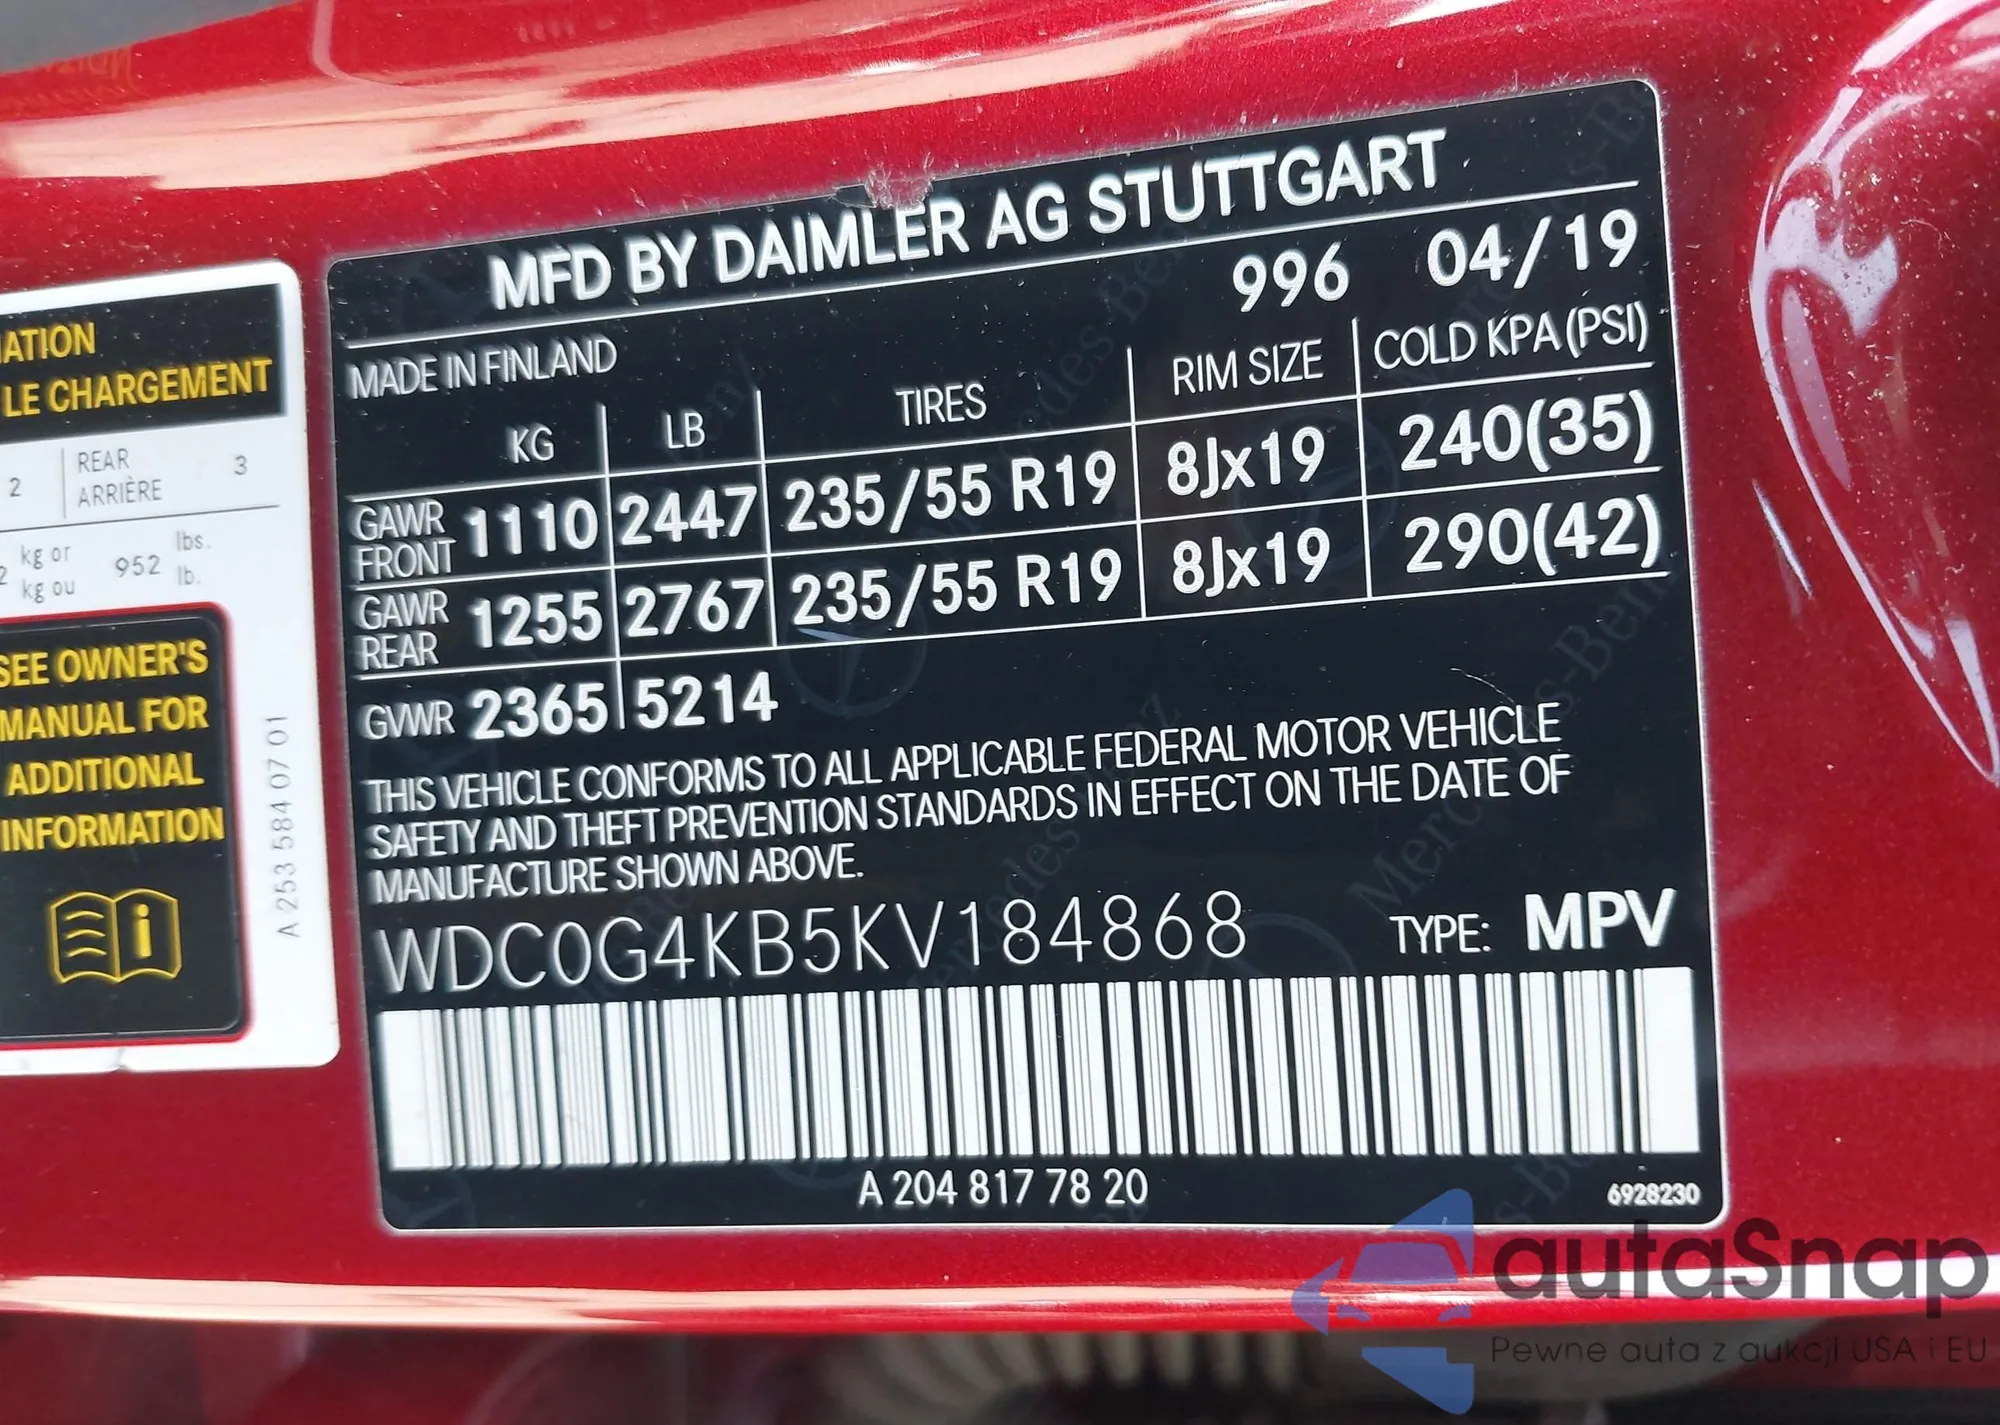 ATION
LE CHARGEMENT
2 REAR ARRIÈRE 3
kg or 952 lbs.
kg ou lb.
SEE OWNER'S
MANUAL FOR
ADDITIONAL
INFORMATION
i
A 253 584 07 01
MFD BY DAIMLER AG STUTTGART
996 04/19
MADE IN FINLAND
KG LB TIRES RIM SIZE COLD KPA (PSI)
GAWR FRONT 1110 2447 235/55 R19 8Jx19 240(35)
GAWR REAR 1255 2767 235/55 R19 8Jx19 290(42)
GVWR 2365 5214
THIS VEHICLE CONFORMS TO ALL APPLICABLE FEDERAL MOTOR VEHICLE
SAFETY AND THEFT PREVENTION STANDARDS IN EFFECT ON THE DATE OF
MANUFACTURE SHOWN ABOVE.
WDC0G4KB5KV184868 TYPE: MPV
A 204 817 78 20
6928230
autaSnap
Pewne auta z aukcji USA i EU